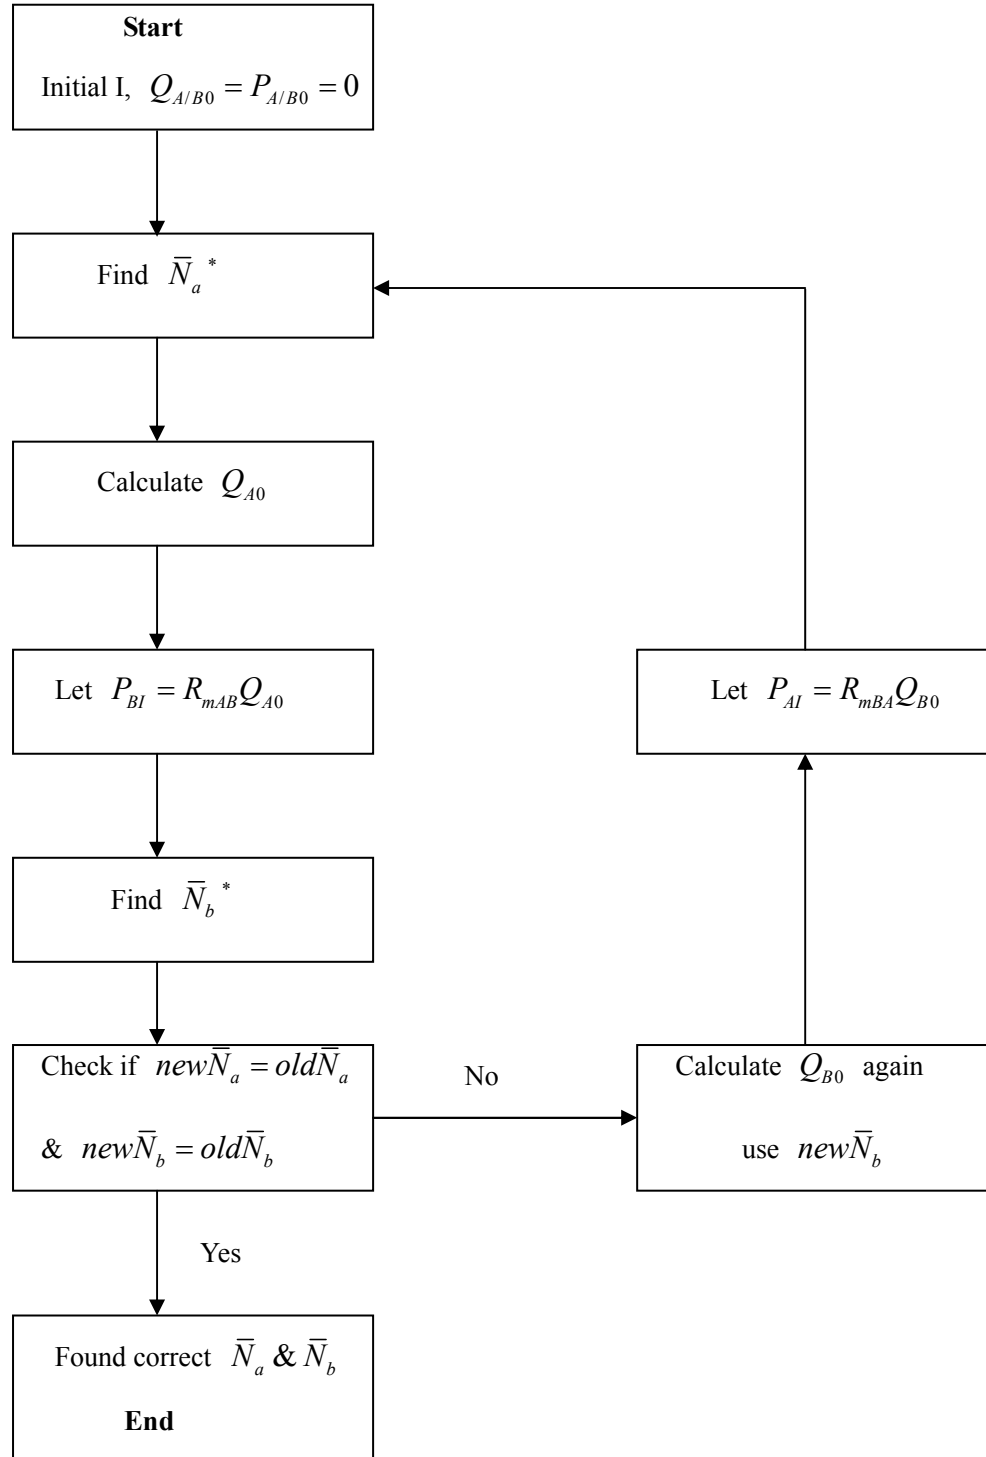 Start
Initial I, Q_{A/B0} = P_{A/B0} = 0
Find N̄_a^*
Calculate Q_{A0}
Let P_{BI} = R_{mAB}Q_{A0}
Let P_{AI} = R_{mBA}Q_{B0}
Find N̄_b^*
Check if newN̄_a = oldN̄_a
& newN̄_b = oldN̄_b
No
Calculate Q_{B0} again
use newN̄_b
Yes
Found correct N̄_a & N̄_b
End